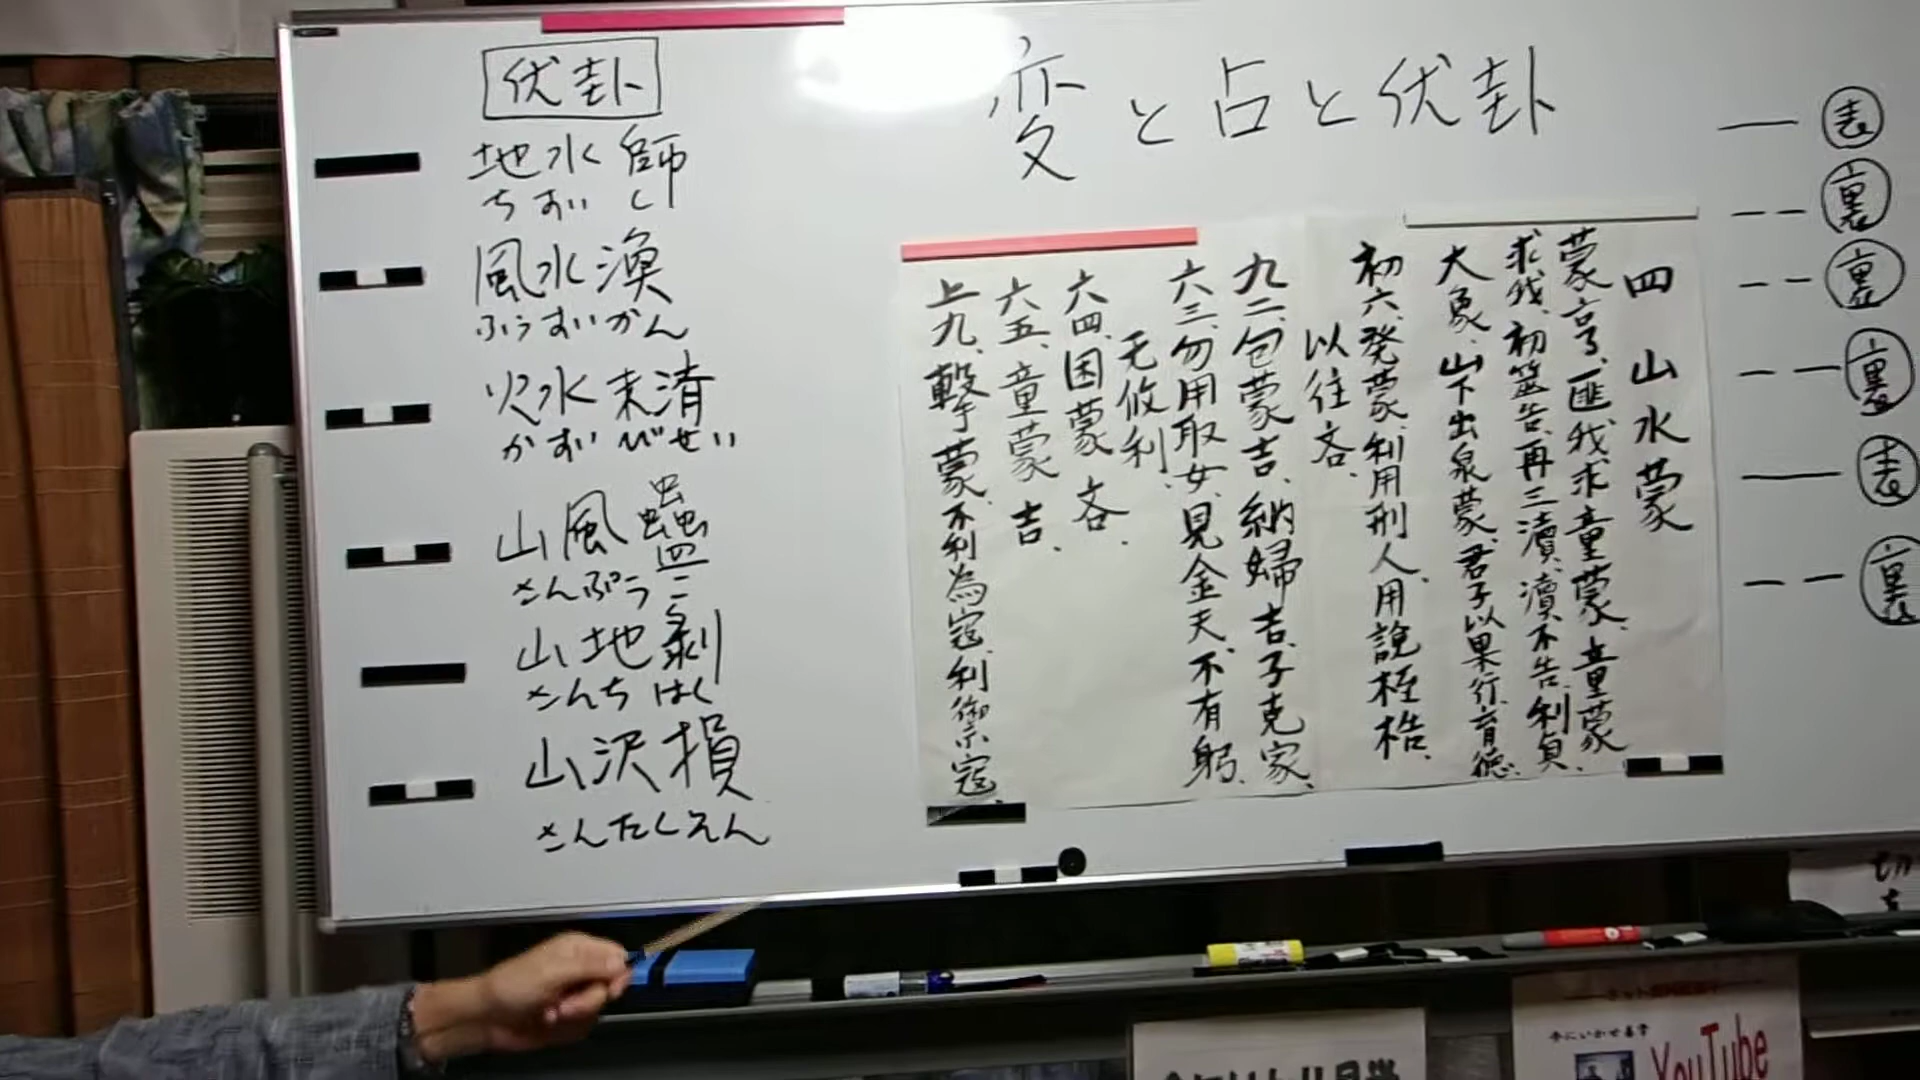 変と占と伏卦
伏卦
地水師
ちすいし
風水渙
ふうすいかん
火水未済
かすいびせい
山風蠱
さんぷうこ
山地剥
さんちはく
山沢損
さんたくそん
四 山水蒙
蒙亨、匪我求童蒙、童蒙
求我、初筮告、再三瀆、瀆不告、利貞、
大象、山下出泉蒙、君子以果行育徳、
初六、発蒙、利用刑人、用説桎梏、
以往吝、
九二、包蒙吉、納婦吉、子克家、
六三、勿用取女、見金夫、不有躬、
无攸利、
六四、困蒙、吝、
六五、童蒙、吉、
上九、撃蒙、不利為寇、利禦寇、
表
裏
裏
裏
表
裏
YouTube